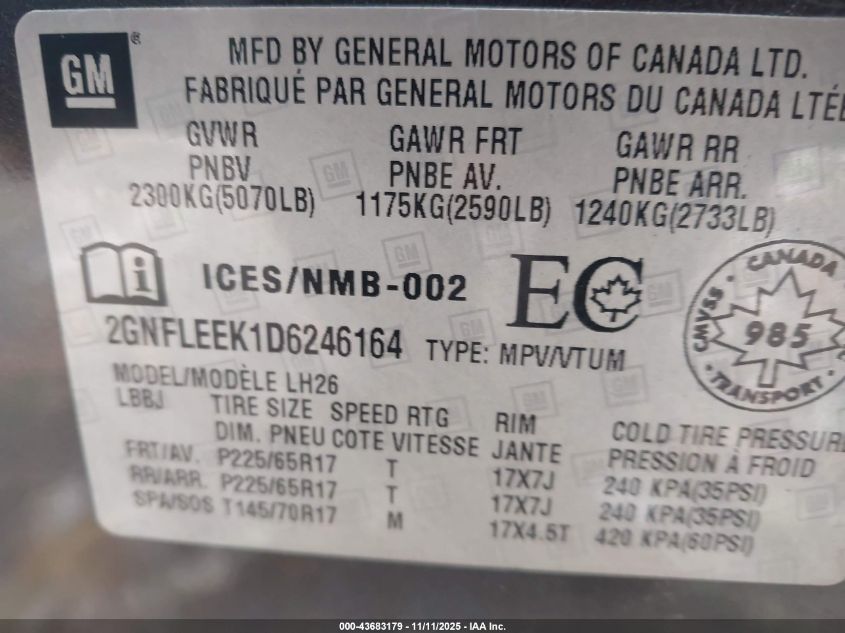 GM
MFD BY GENERAL MOTORS OF CANADA LTD.
FABRIQUÉ PAR GENERAL MOTORS DU CANADA LTÉE
GVWR GAWR FRT GAWR RR
PNBV PNBE AV. PNBE ARR.
2300KG(5070LB) 1175KG(2590LB) 1240KG(2733LB)
i ICES/NMB-002 EC
CANADA
CMVSS 985
TRANSPORT
2GNFLEEK1D6246164 TYPE: MPV/VTUM
MODEL/MODÈLE LH26
LBBJ TIRE SIZE SPEED RTG RIM COLD TIRE PRESSURE
DIM. PNEU COTE VITESSE JANTE PRESSION À FROID
FRT/AV. P225/65R17 T 17X7J 240 KPA(35PSI)
RR/ARR. P225/65R17 T 17X7J 240 KPA(35PSI)
SPA/SOS T145/70R17 M 17X4.5T 420 KPA(60PSI)
000-43683179 - 11/11/2025 - IAA Inc.